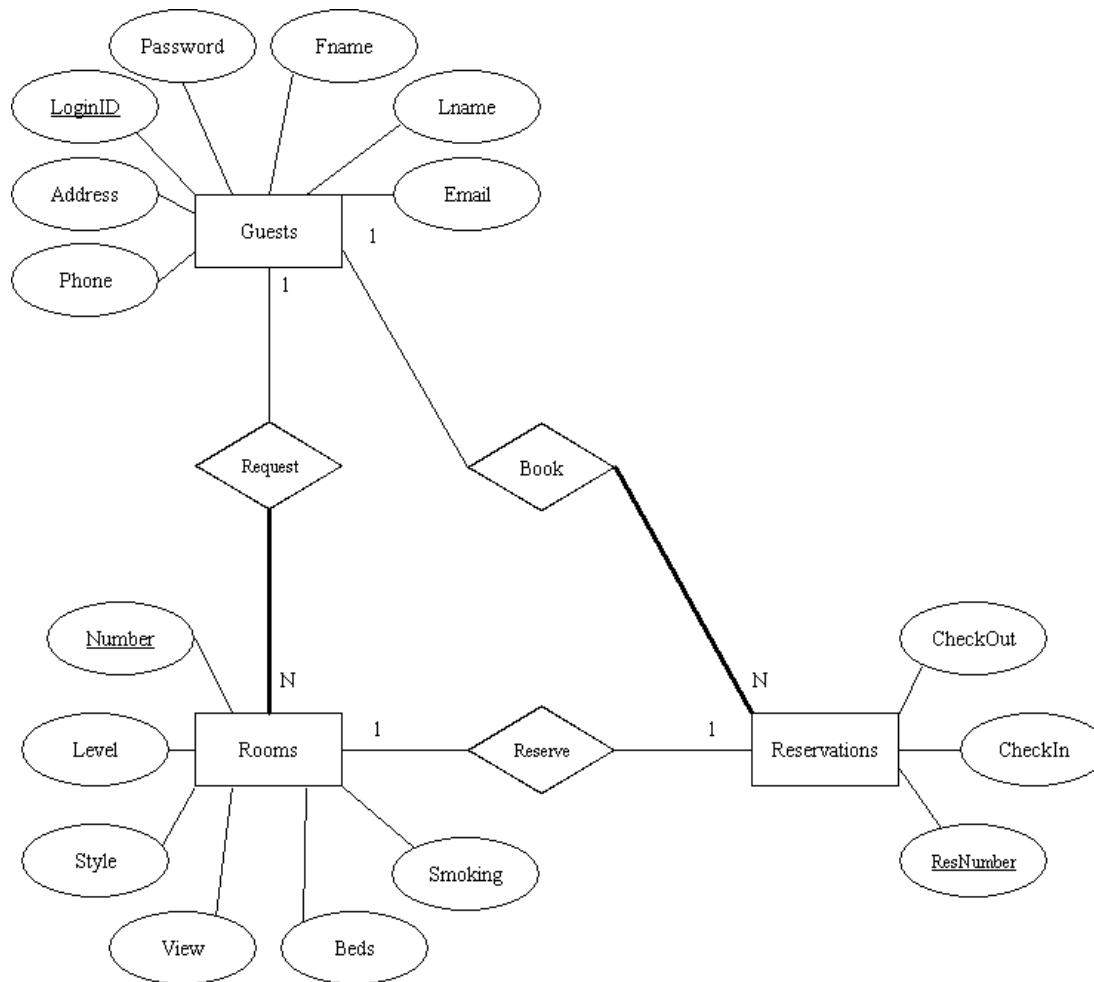 Password
Fname
LoginID
Lname
Address
Email
Guests
1
Phone
1
Request
Book
Number
CheckOut
N
N
Level
Rooms
1
Reserve
1
Reservations
CheckIn
Style
Smoking
ResNumber
View
Beds